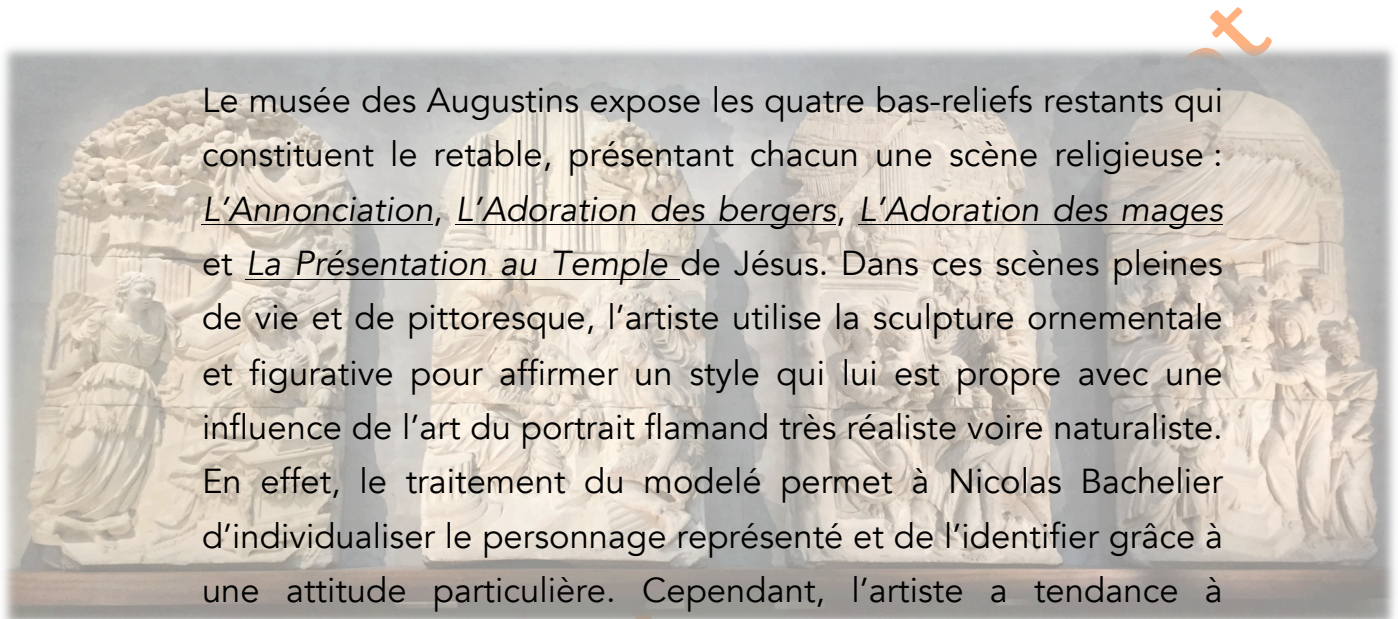 Le musée des Augustins expose les quatre bas-reliefs restants qui
constituent le retable, présentant chacun une scène religieuse :
L’Annonciation, L’Adoration des bergers, L’Adoration des mages
et La Présentation au Temple de Jésus. Dans ces scènes pleines
de vie et de pittoresque, l’artiste utilise la sculpture ornementale
et figurative pour affirmer un style qui lui est propre avec une
influence de l’art du portrait flamand très réaliste voire naturaliste.
En effet, le traitement du modelé permet à Nicolas Bachelier
d’individualiser le personnage représenté et de l’identifier grâce à
une attitude particulière. Cependant, l’artiste a tendance à